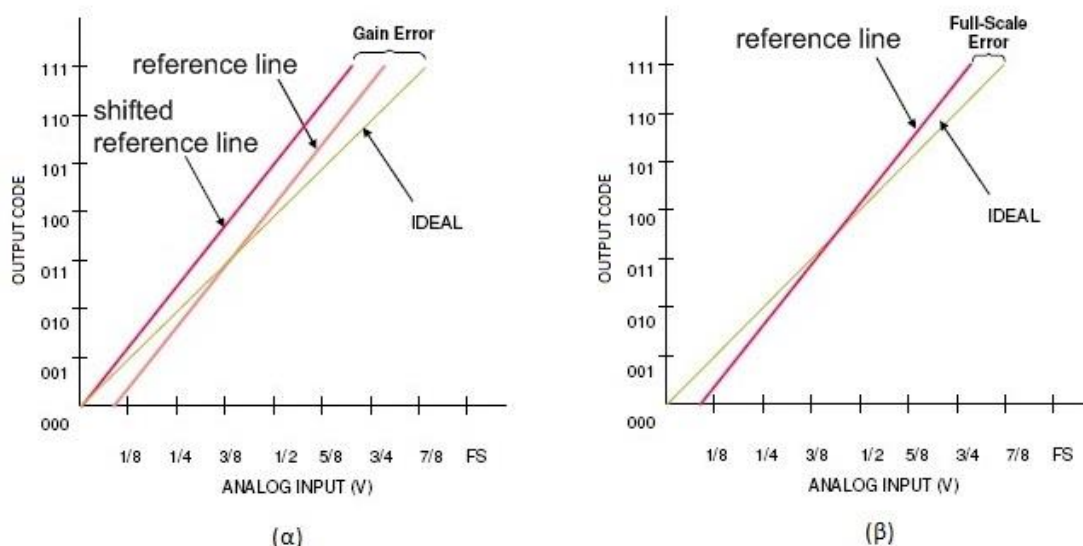 Gain Error
reference line
shifted
reference line
IDEAL
OUTPUT CODE
111
110
101
100
011
010
001
000
1/8 1/4 3/8 1/2 5/8 3/4 7/8 FS
ANALOG INPUT (V)
(α)
Full-Scale
Error
reference line
IDEAL
OUTPUT CODE
111
110
101
100
011
010
001
000
1/8 1/4 3/8 1/2 5/8 3/4 7/8 FS
ANALOG INPUT (V)
(β)